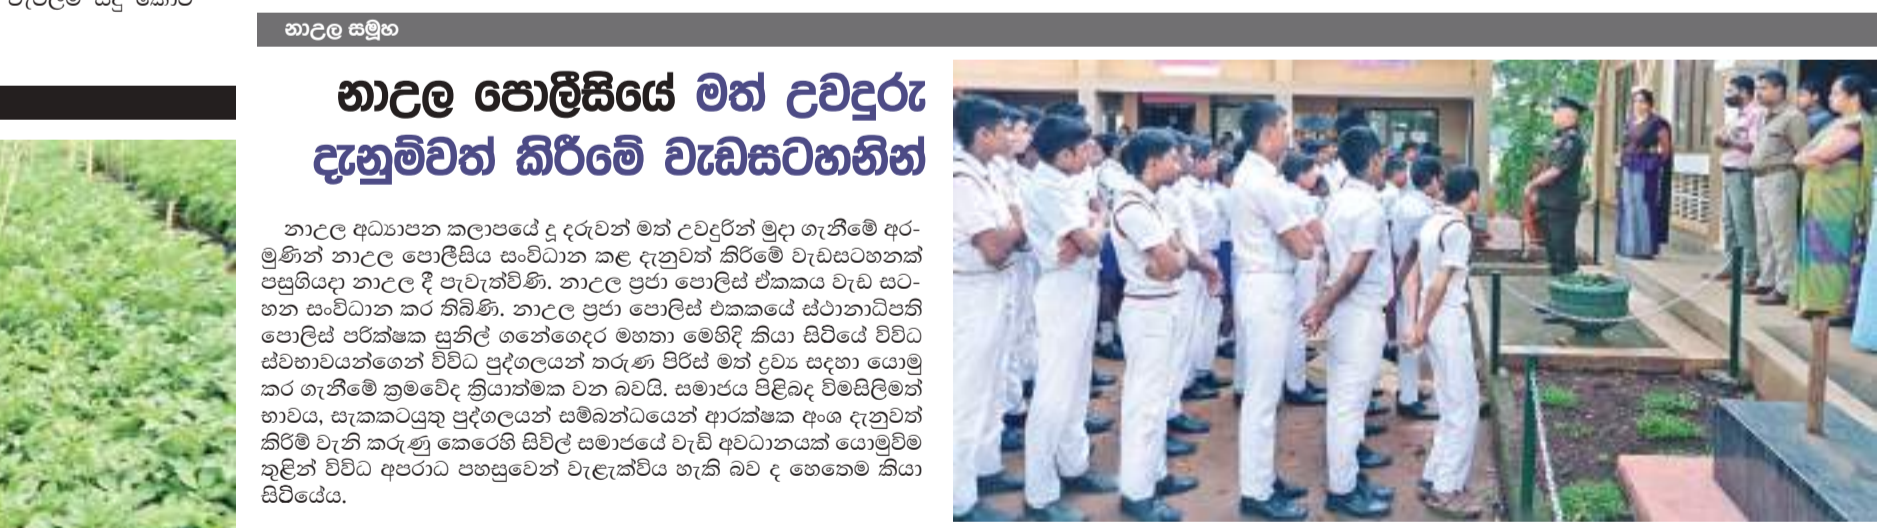 නාඋල සමූහ
නාඋල පොලීසියේ මත් උවදුරු
දැනුම්වත් කිරීමේ වැඩසටහනින්
නාඋල අධ්‍යාපන කලාපයේ දූ දරුවන් මත් උවදුරින් මුදා ගැනීමේ අර-
මුණින් නාඋල පොලීසිය සංවිධාන කළ දැනුවත් කිරිමේ වැඩසටහනක්
පසුගියදා නාඋල දී පැවැත්විණි. නාඋල ප්‍රජා පොලිස් ඒකකය වැඩ සට-
හන සංවිධාන කර තිබිණි. නාඋල ප්‍රජා පොලිස් එකකයේ ස්ථානාධිපති
පොලිස් පරික්ෂක සුනිල් ගනේගෙදර මහතා මෙහිදි කියා සිටියේ විවිධ
ස්වභාවයන්ගෙන් විවිධ පුද්ගලයන් තරුණ පිරිස් මත් ද්‍රව්‍ය සදහා යොමු
කර ගැනීමේ ක්‍රමවේද ක්‍රියාත්මක වන බවයි. සමාජය පිළිබද විමසිලිමත්
භාවය, සැකකටයුතු පුද්ගලයන් සම්බන්ධයෙන් ආරක්ෂක අංශ දැනුවත්
කිරිම් වැනි කරුණු කෙරෙහි සිවිල් සමාජයේ වැඩි අවධානයක් යොමුවිම
තුළින් විවිධ අපරාධ පහසුවෙන් වැළැක්විය හැකි බව ද හෙතෙම කියා
සිටියේය.